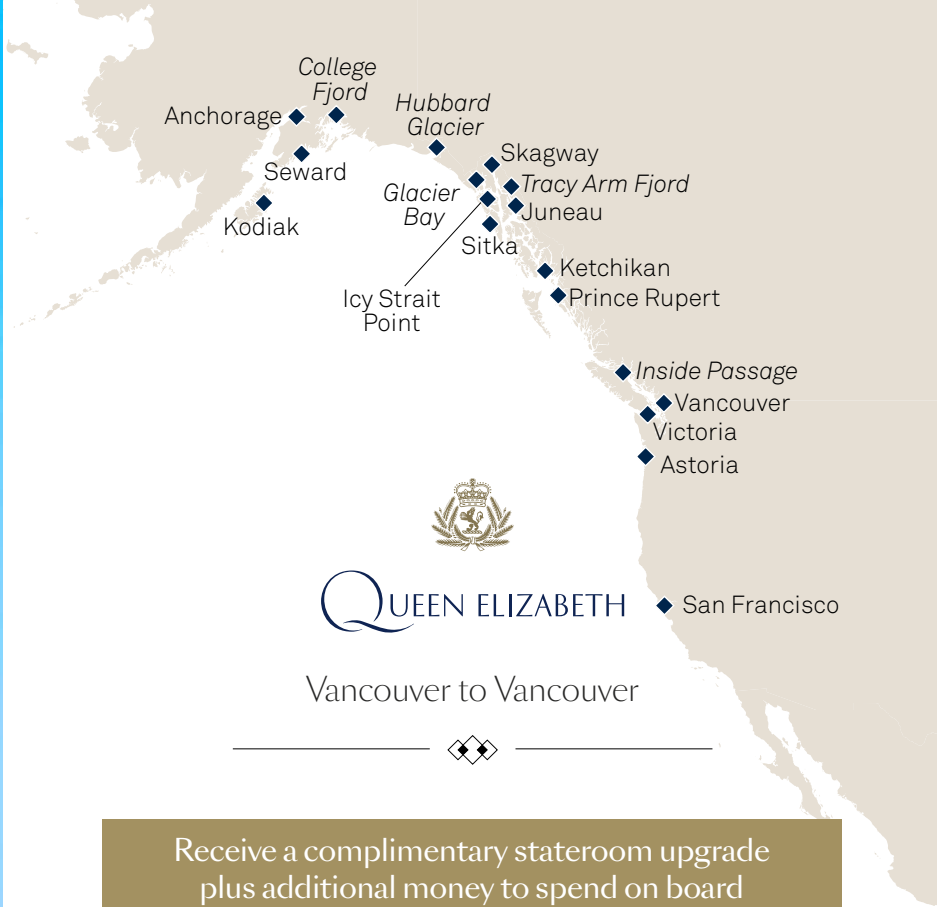 College
Fjord
Anchorage
Hubbard
Glacier
Skagway
Seward
Tracy Arm Fjord
Glacier
Bay
Juneau
Kodiak
Sitka
Ketchikan
Icy Strait
Point
Prince Rupert
Inside Passage
Vancouver
Victoria
Astoria
QUEEN ELIZABETH
San Francisco
Vancouver to Vancouver
Receive a complimentary stateroom upgrade
plus additional money to spend on board